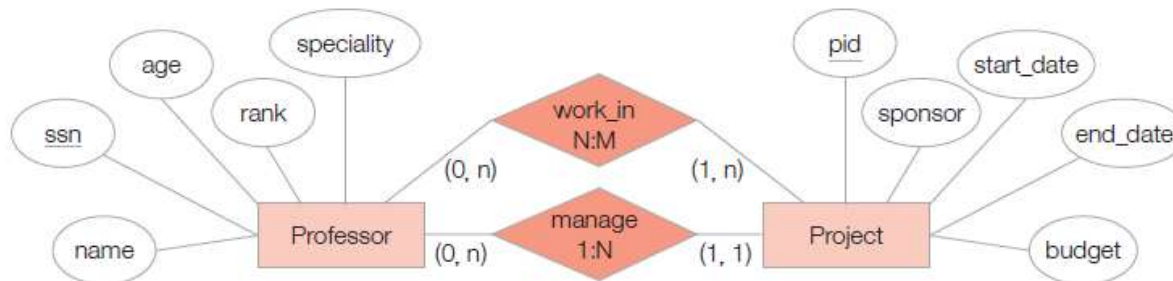 speciality
pid
age
start_date
rank
work_in
N:M
sponsor
ssn
end_date
(0, n)
(1, n)
manage
1:N
Professor
Project
name
(0, n)
(1, 1)
budget